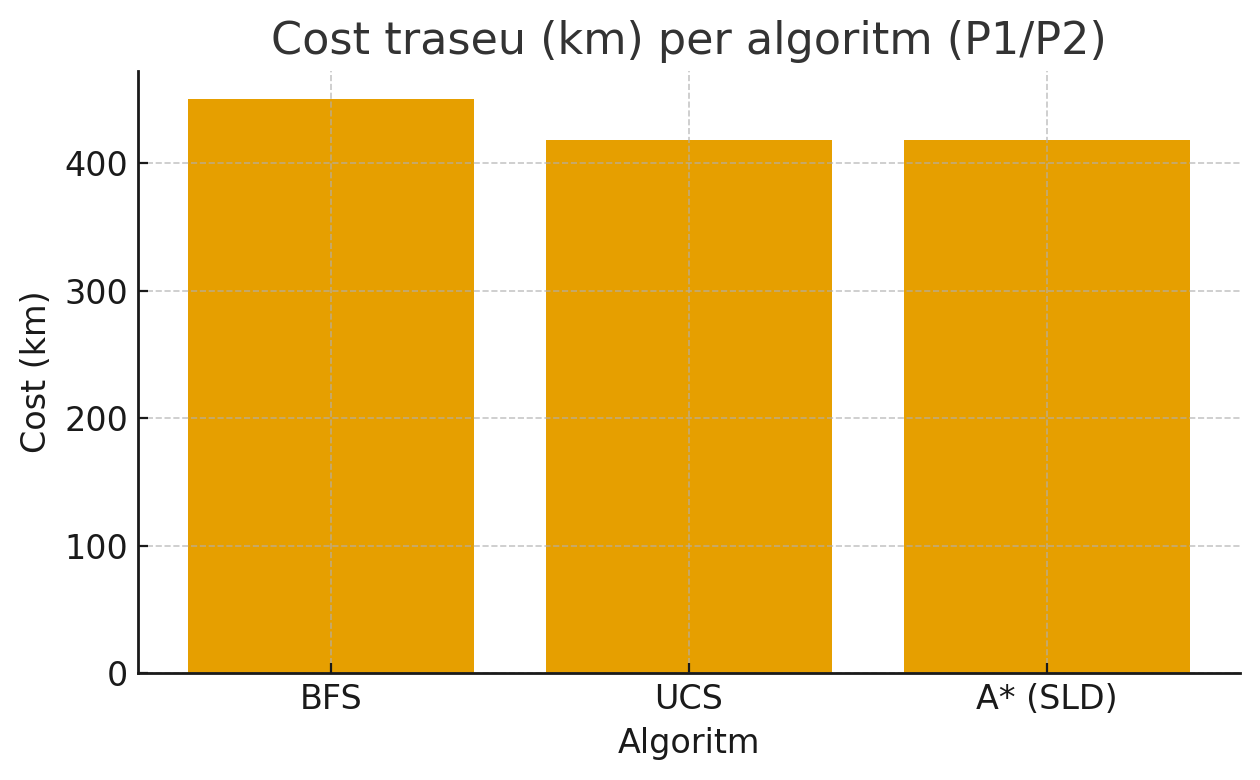 Cost traseu (km) per algoritm (P1/P2)
Cost (km)
400
300
200
100
0
BFS UCS A* (SLD)
Algoritm